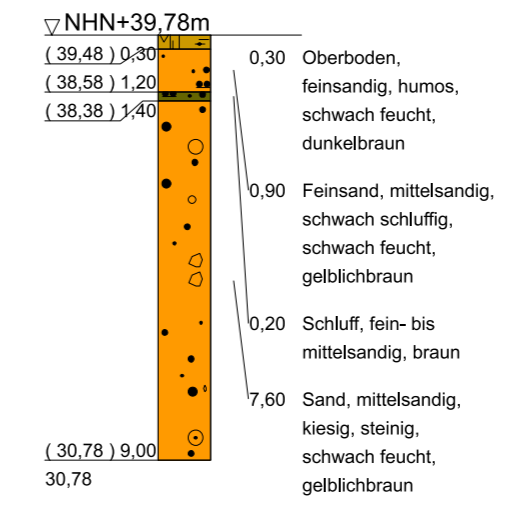 NHN+39,78m
( 39,48 ) 0,30
( 38,58 ) 1,20
( 38,38 ) 1,40
( 30,78 ) 9,00
30,78
0,30 Oberboden,
feinsandig, humos,
schwach feucht,
dunkelbraun
0,90 Feinsand, mittelsandig,
schwach schluffig,
schwach feucht,
gelblichbraun
0,20 Schluff, fein- bis
mittelsandig, braun
7,60 Sand, mittelsandig,
kiesig, steinig,
schwach feucht,
gelblichbraun